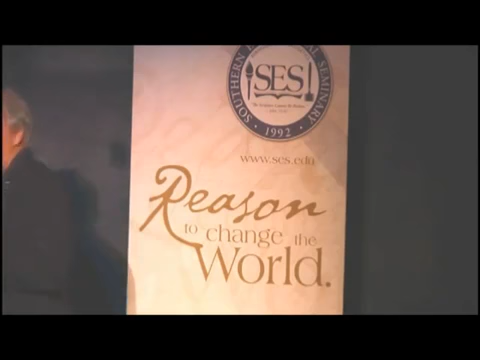 SOUTHERN SEMINARY
SES
1992
www.ses.edu
Reason
to change the
World.